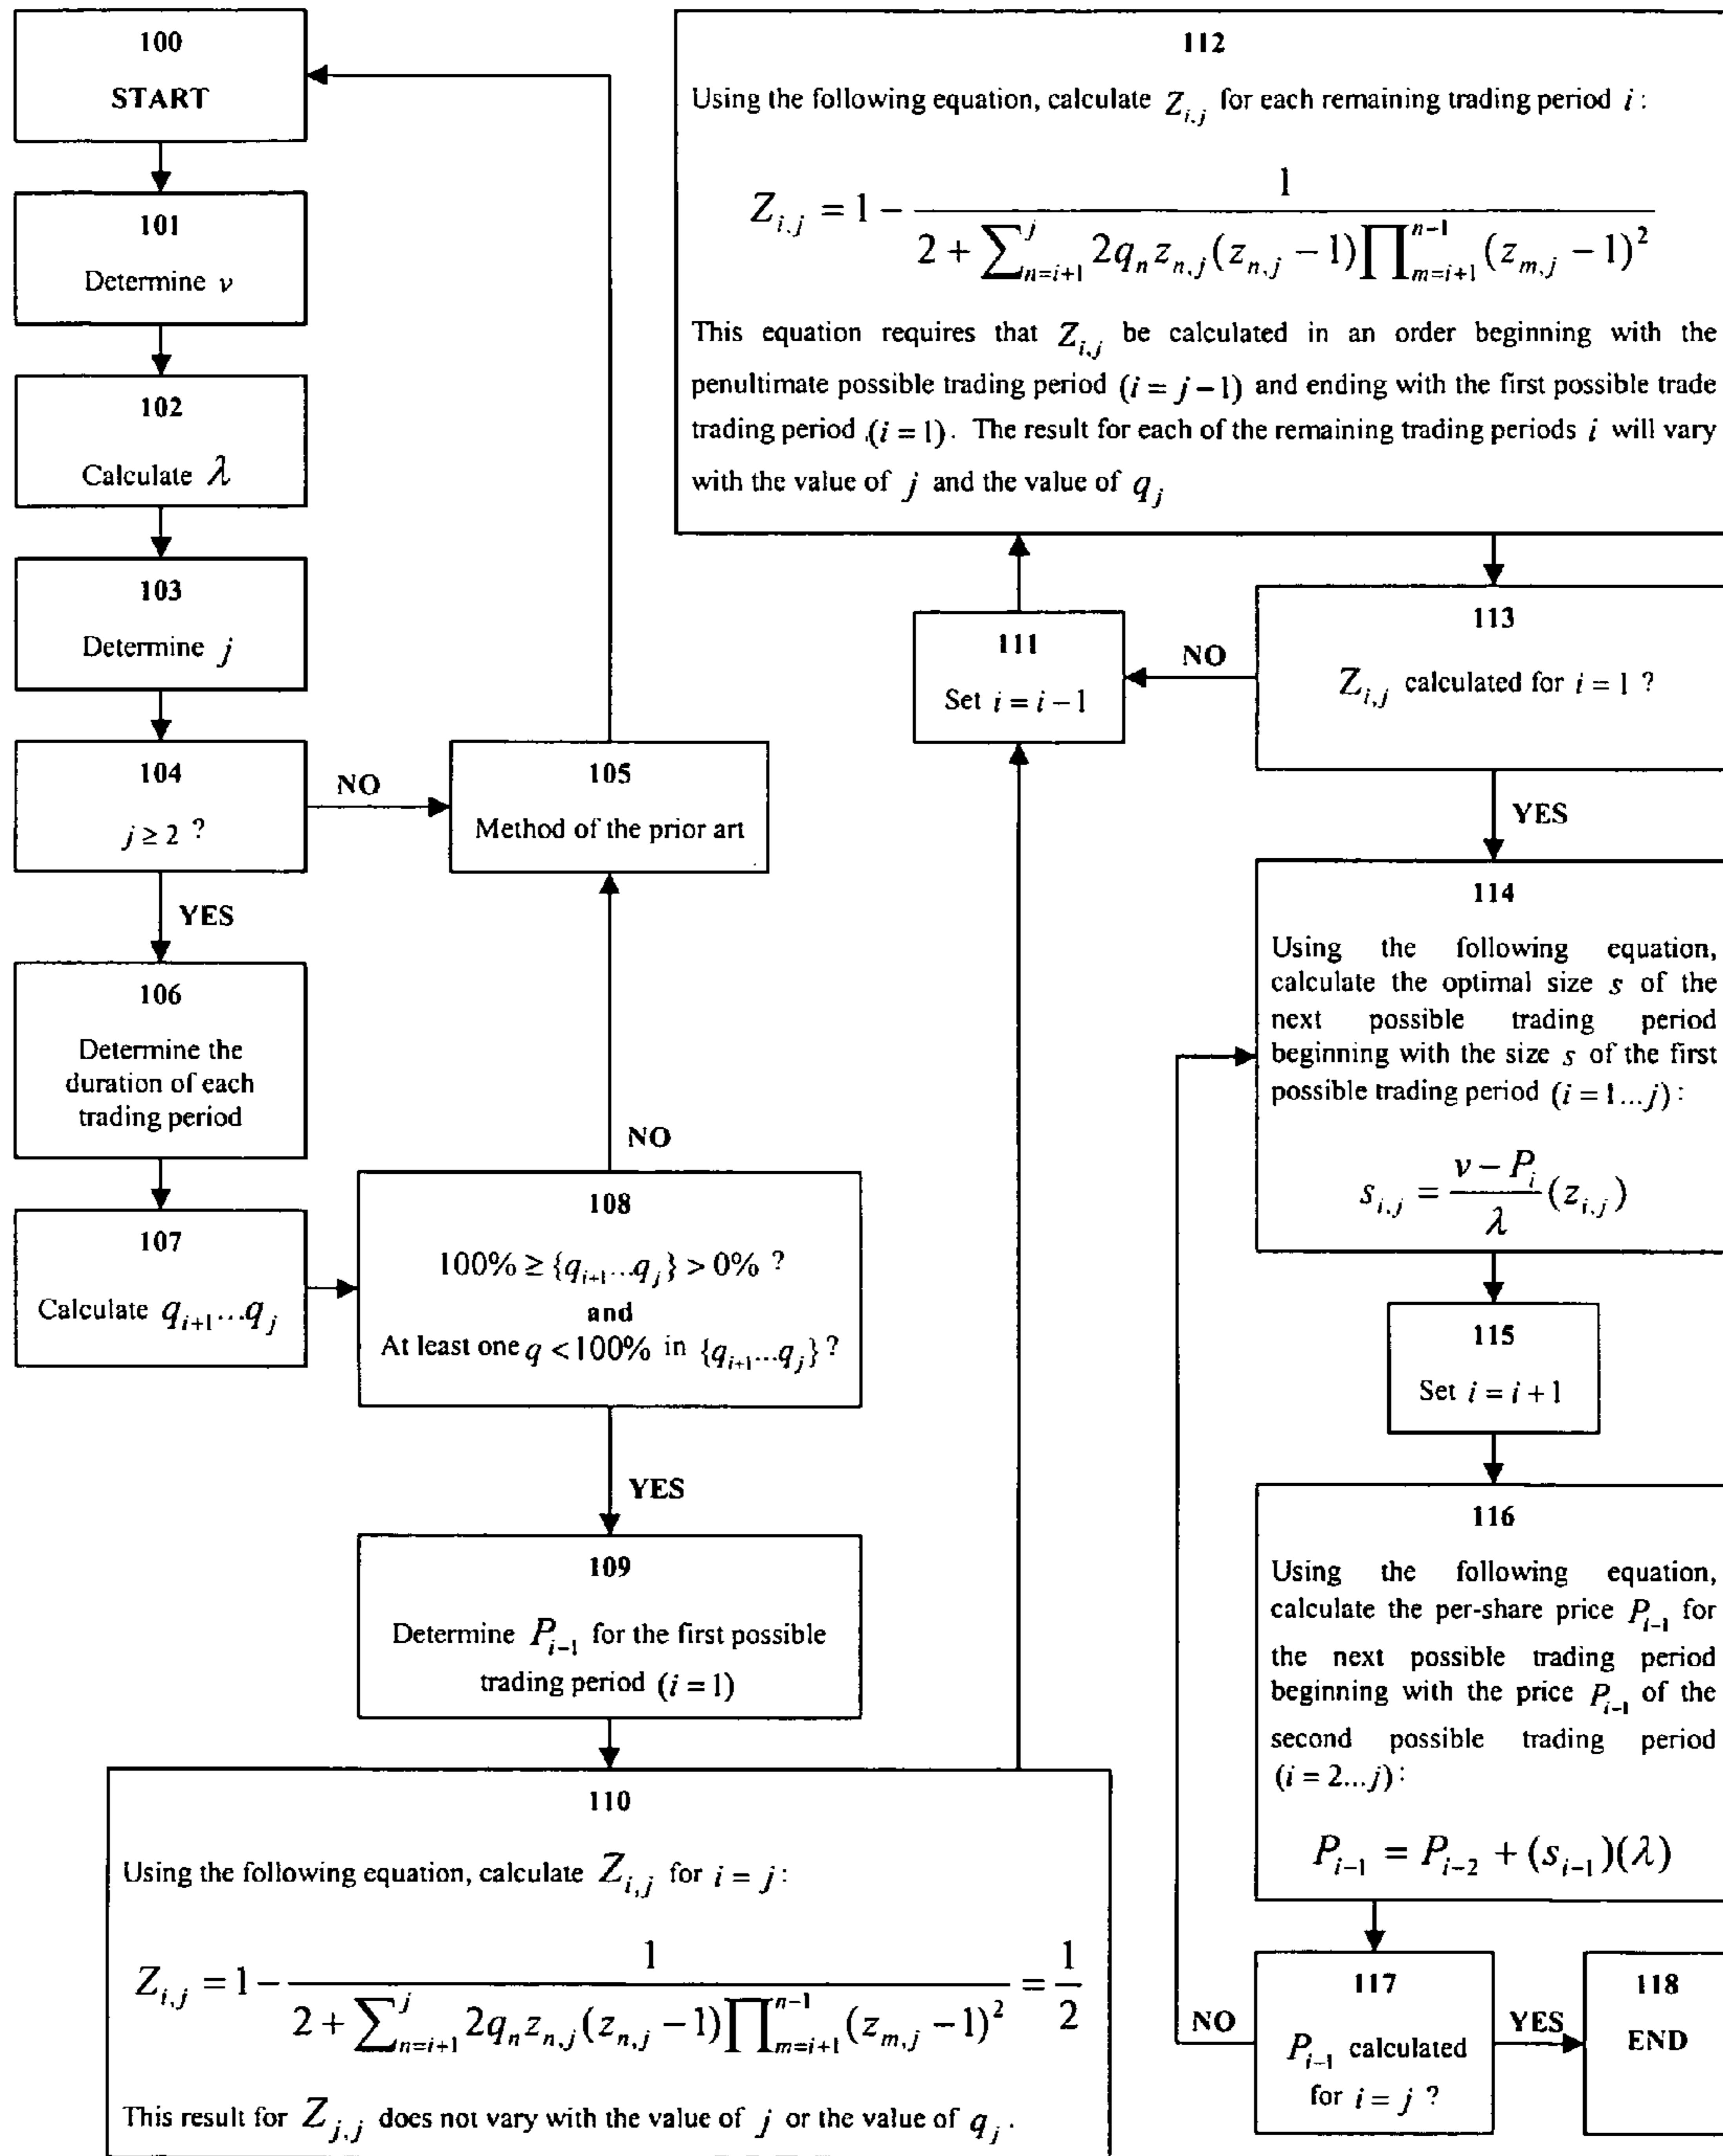 100
START
101
Determine ν
102
Calculate λ
103
Determine j
104
j ≥ 2 ?
NO
YES
105
Method of the prior art
106
Determine the
duration of each
trading period
107
Calculate q_{i+1}...q_j
108
100% ≥ {q_{i+1}...q_j} > 0% ?
and
At least one q < 100% in {q_{i+1}...q_j} ?
NO
YES
109
Determine P_{i-1} for the first possible
trading period (i = 1)
110
Using the following equation, calculate Z_{i,j} for i = j :
Z_{i,j} = 1 - \frac{1}{2 + \sum_{n=i+1}^{j} 2q_n z_{n,j}(z_{n,j} - 1) \prod_{m=i+1}^{n-1} (z_{m,j} - 1)^2} = \frac{1}{2}
This result for Z_{j,j} does not vary with the value of j or the value of q_j .
111
Set i = i - 1
112
Using the following equation, calculate Z_{i,j} for each remaining trading period i :
Z_{i,j} = 1 - \frac{1}{2 + \sum_{n=i+1}^{j} 2q_n z_{n,j}(z_{n,j} - 1) \prod_{m=i+1}^{n-1} (z_{m,j} - 1)^2}
This equation requires that Z_{i,j} be calculated in an order beginning with the
penultimate possible trading period (i = j - 1) and ending with the first possible trade
trading period (i = 1). The result for each of the remaining trading periods i will vary
with the value of j and the value of q_j
113
Z_{i,j} calculated for i = 1 ?
NO
YES
114
Using the following equation,
calculate the optimal size s of the
next possible trading period
beginning with the size s of the first
possible trading period (i = 1...j) :
s_{i,j} = \frac{ν - P_i}{λ} (z_{i,j})
115
Set i = i + 1
116
Using the following equation,
calculate the per-share price P_{i-1} for
the next possible trading period
beginning with the price P_{i-1} of the
second possible trading period
(i = 2...j) :
P_{i-1} = P_{i-2} + (s_{i-1})(λ)
117
P_{i-1} calculated
for i = j ?
NO
YES
118
END